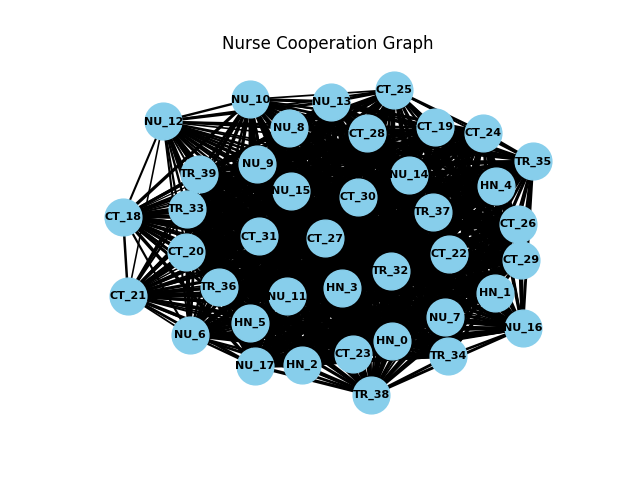 Nurse Cooperation Graph
CT_25
NU_10
NU_13
NU_12
NU_8
CT_19
CT_28
CT_24
TR_35
NU_9
TR_39
NU_14
HN_4
NU_15
CT_30
TR_33
TR_37
CT_18
CT_26
CT_31
CT_27
CT_20
CT_22
CT_29
TR_32
TR_36
HN_3
HN_1
CT_21
NU_11
NU_7
HN_5
NU_16
NU_6
HN_0
CT_23
TR_34
HN_2
NU_17
TR_38